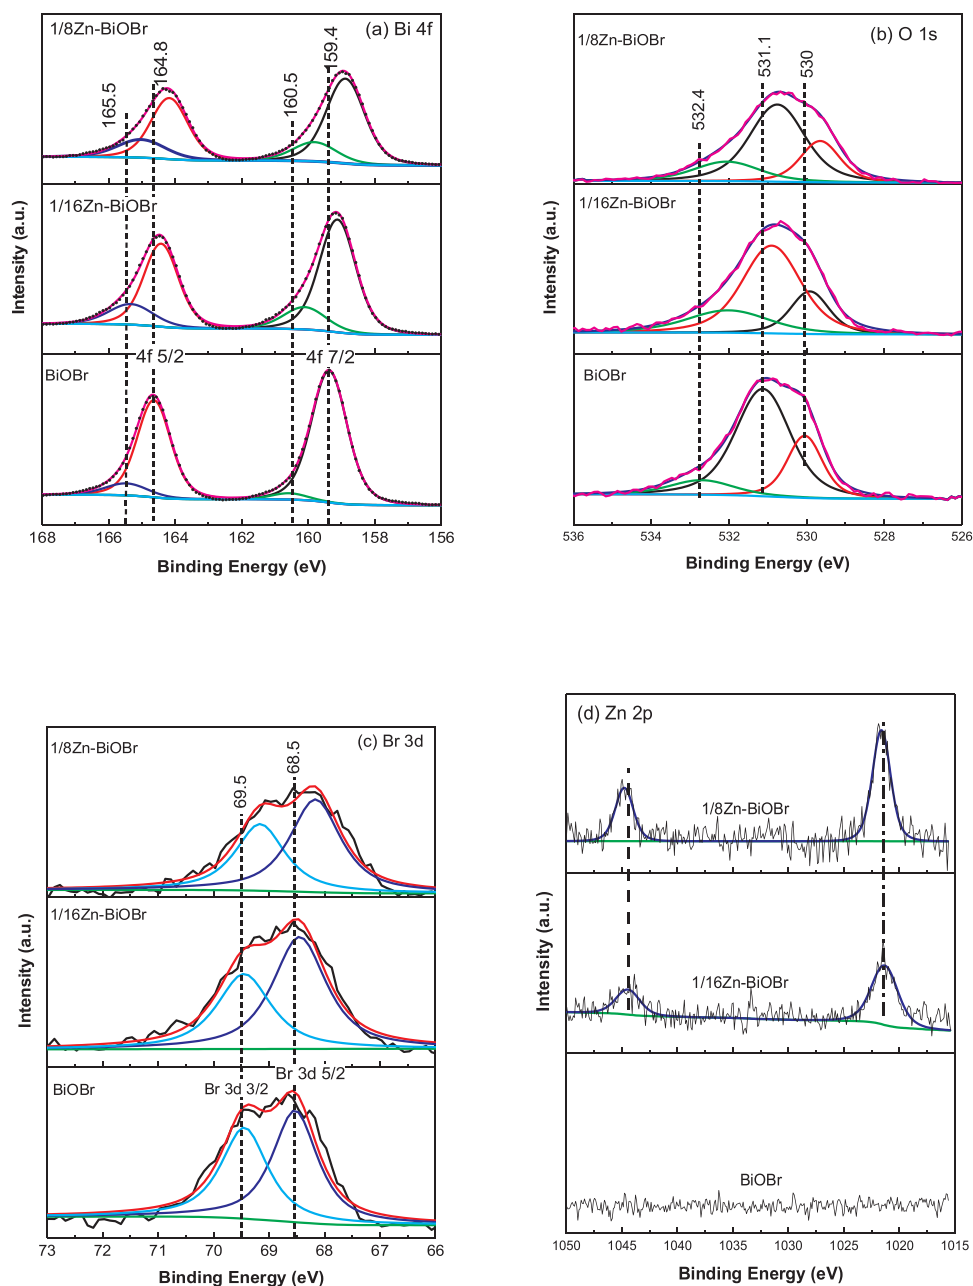 (a) Bi 4f
1/8Zn-BiOBr
165.5
164.8
160.5
159.4
1/16Zn-BiOBr
4f 5/2
4f 7/2
BiOBr
Intensity (a.u.)
168 166 164 162 160 158 156
Binding Energy (eV)
(b) O 1s
1/8Zn-BiOBr
532.4
531.1
530
1/16Zn-BiOBr
BiOBr
Intensity (a.u.)
536 534 532 530 528 526
Binding Energy (eV)
(c) Br 3d
1/8Zn-BiOBr
69.5
68.5
1/16Zn-BiOBr
Br 3d 5/2
BiOBr
Br 3d 3/2
Intensity (a.u.)
73 72 71 70 69 68 67 66
Binding Energy (eV)
(d) Zn 2p
1/8Zn-BiOBr
1/16Zn-BiOBr
BiOBr
Intensity (a.u.)
1050 1045 1040 1035 1030 1025 1020 1015
Binding Energy (eV)